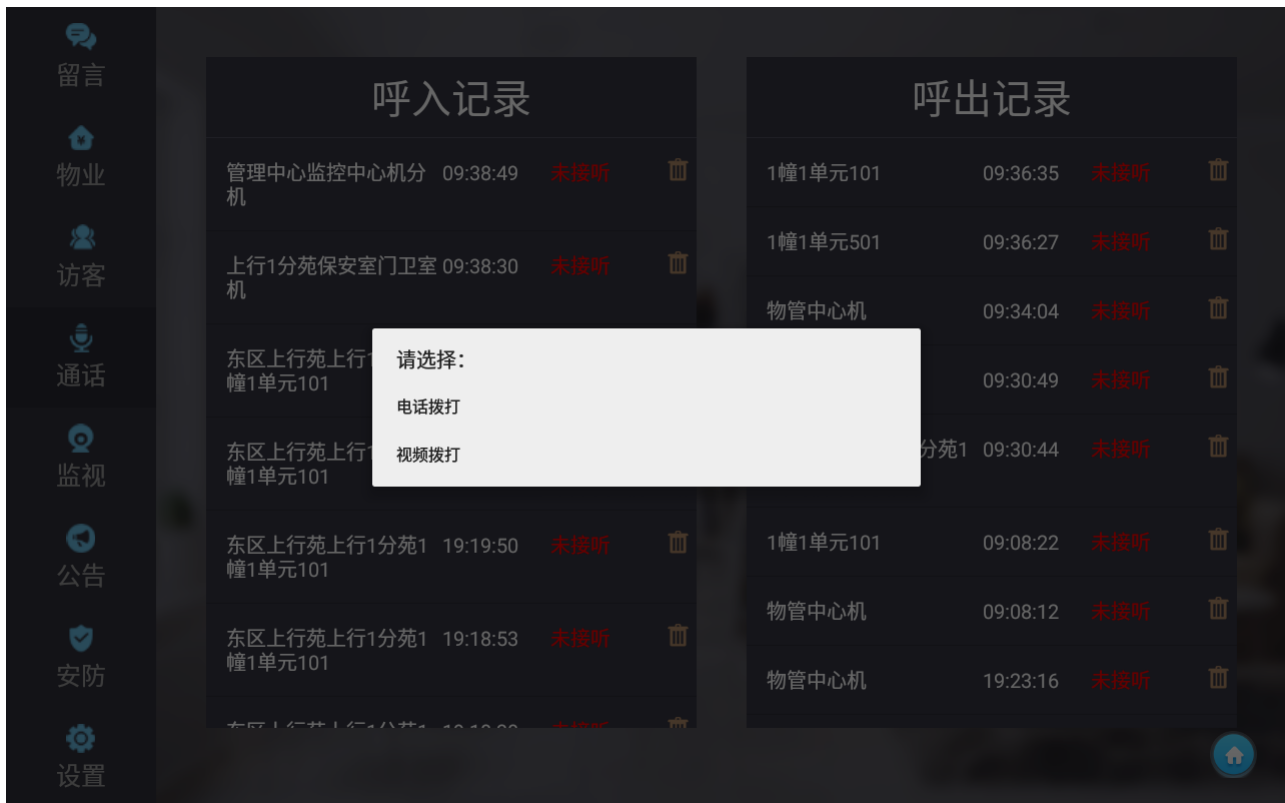 留言
物业
访客
通话
监视
公告
安防
设置
呼入记录
管理中心监控中心机分 09:38:49 未接听
机
上行1分苑保安室门卫室 09:38:30 未接听
机
东区上行苑上行1
幢1单元101
东区上行苑上行1
幢1单元101
东区上行苑上行1分苑1 19:19:50 未接听
幢1单元101
东区上行苑上行1分苑1 19:18:53 未接听
幢1单元101
东区上行苑上行1分苑1
呼出记录
1幢1单元101 09:36:35 未接听
1幢1单元501 09:36:27 未接听
物管中心机 09:34:04 未接听
09:30:49 未接听
分苑1 09:30:44 未接听
1幢1单元101 09:08:22 未接听
物管中心机 09:08:12 未接听
物管中心机 19:23:16 未接听
请选择：
电话拨打
视频拨打